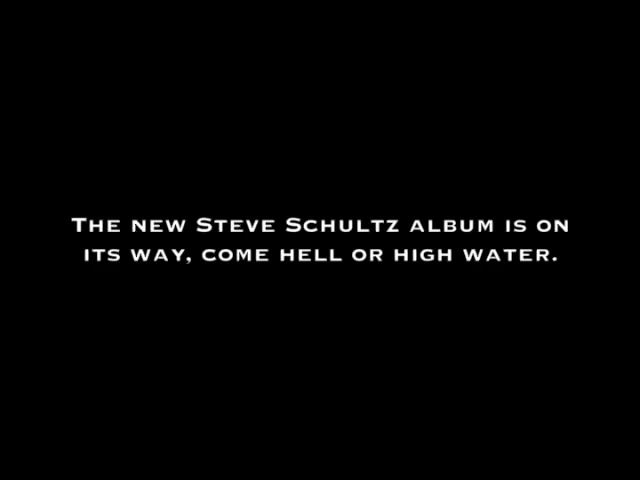 The new Steve Schultz album is on
its way, come hell or high water.